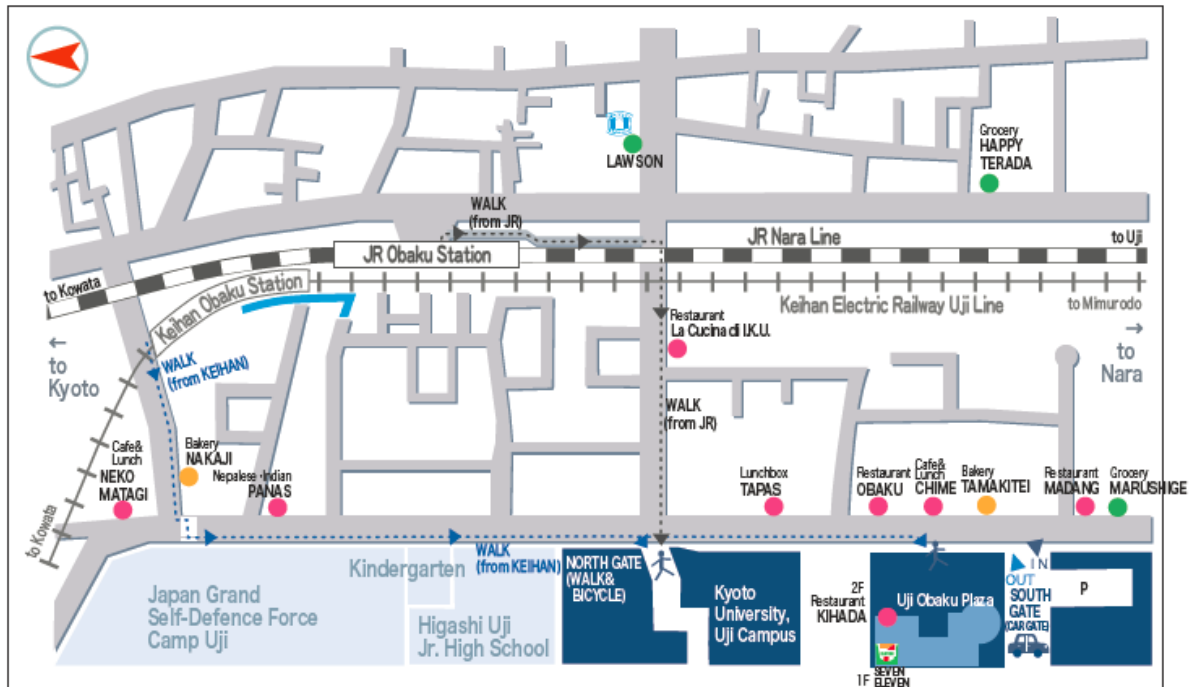 LAWSON
Grocery
HAPPY
TERADA
WALK
(from JR)
JR Obaku Station
JR Nara Line
to Uji
to Kowata
Keihan Obaku Station
Keihan Electric Railway Uji Line
to Mimurodo
←
to
Kyoto
→
to
Nara
WALK
(from KEIHAN)
Restaurant
La Cucina di I.K.U.
WALK
(from JR)
Cafe&
Lunch
NEKO
MATAGI
Bakery
NAKAJI
Nepalese・Indian
PANAS
Lunchbox
TAPAS
Restaurant
OBAKU
Cafe&
Lunch
CHIME
Bakery
TAMAKITEI
Restaurant
MADANG
Grocery
MARUSHIGE
to Kowata
Japan Grand
Self-Defence Force
Camp Uji
Kindergarten
WALK
(from KEIHAN)
Higashi Uji
Jr. High School
NORTH GATE
(WALK&
BICYCLE)
Kyoto
University,
Uji Campus
2F
Restaurant
KIHADA
Uji Obaku Plaza
1F
SEVEN
ELEVEN
IN
OUT
SOUTH
GATE
(CAR GATE)
P